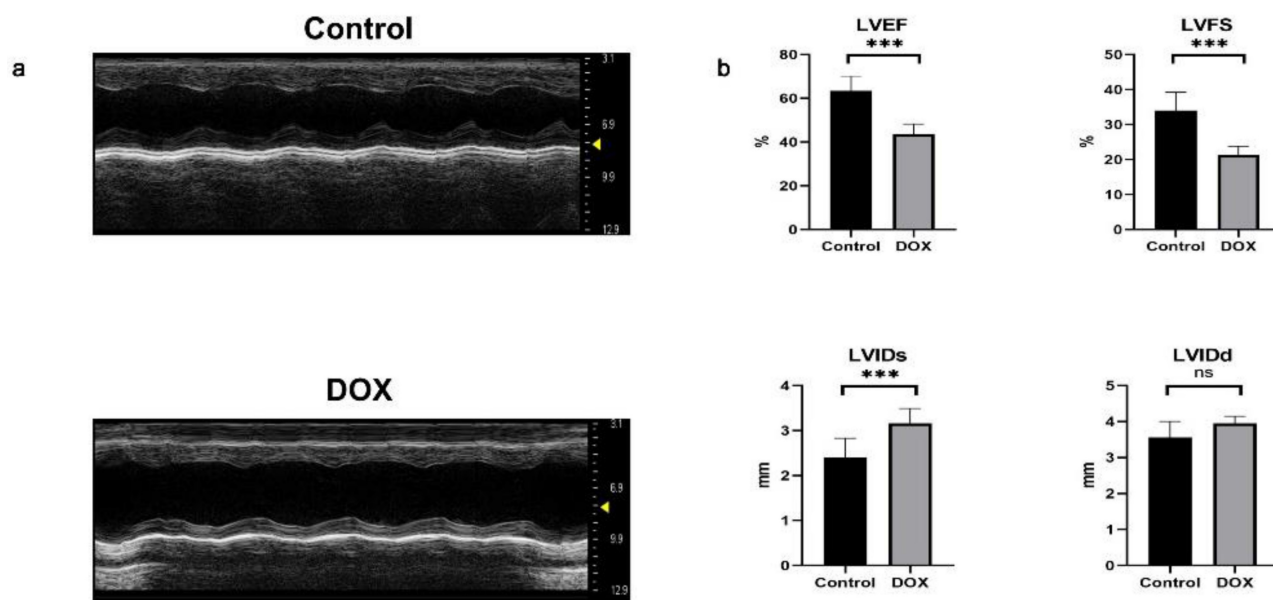 a
Control
3.1
6.9
9.9
12.9
DOX
3.1
6.9
9.9
12.9
b
LVEF
***
80
60
40
20
0
%
Control DOX
LVFS
***
50
40
30
20
10
0
%
Control DOX
LVIDs
***
4
3
2
1
0
mm
Control DOX
LVIDd
ns
5
4
3
2
1
0
mm
Control DOX